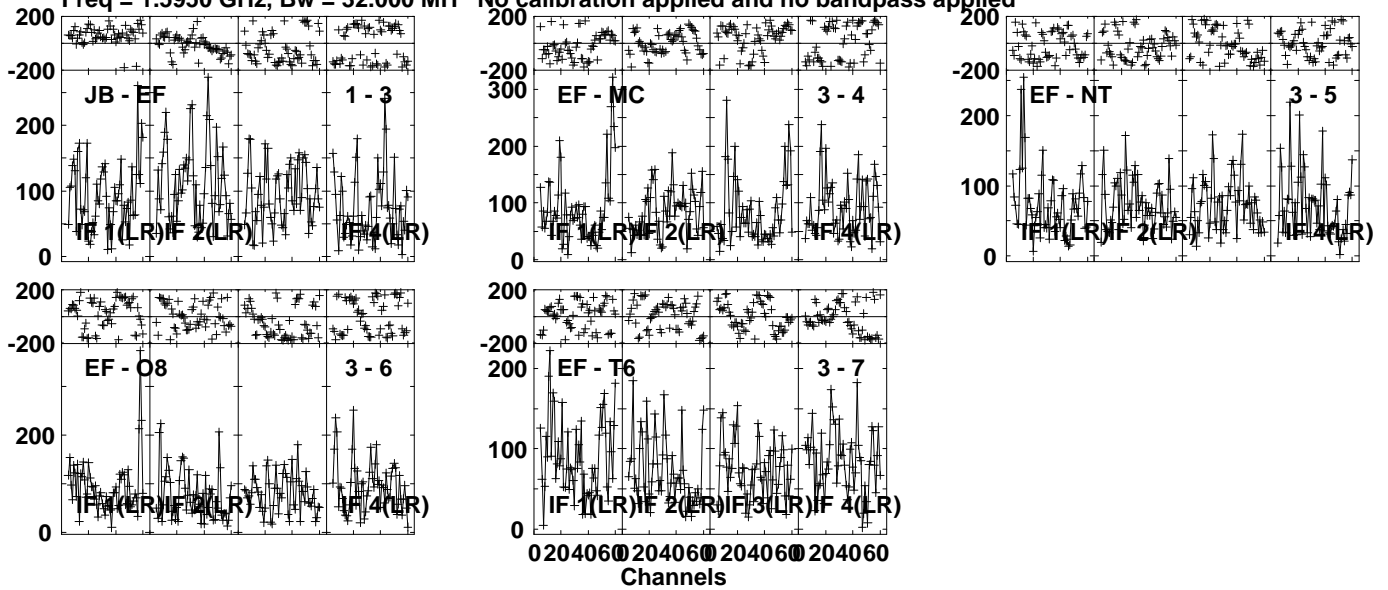 Freq = 1.5950 GHz, Bw = 32.000 MH No calibration applied and no bandpass applied
200
-200
JB - EF 1 - 3
200
100
0
IF 1(LR) IF 2(LR) IF 4(LR)
200
-200
300
EF - MC 3 - 4
200
100
0
IF 1(LR) IF 2(LR) IF 4(LR)
200
-200
EF - NT 3 - 5
200
100
0
IF 1(LR) IF 2(LR) IF 4(LR)
200
-200
EF - O8 3 - 6
200
0
IF 1(LR) IF 2(LR) IF 4(LR)
200
-200
EF - T6 3 - 7
200
100
0
IF 1(LR) IF 2(LR) IF 3(LR) IF 4(LR)
0 20 40 60 0 20 40 60 0 20 40 60 0 20 40 60
Channels